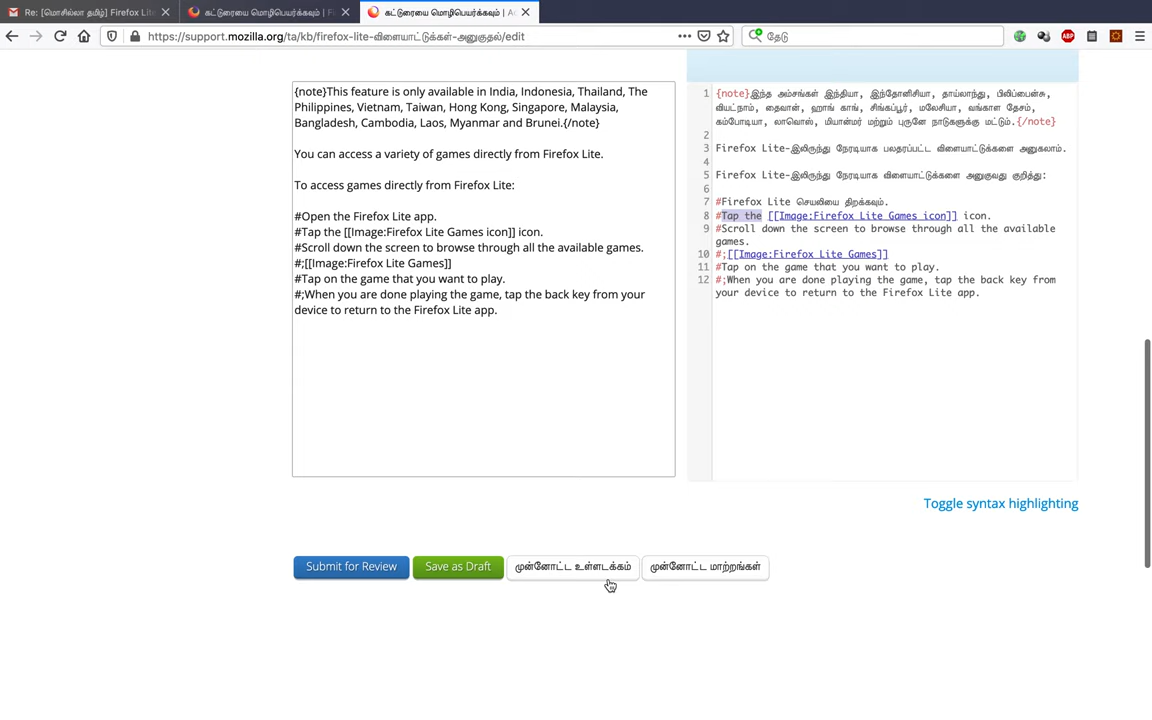 Re: [மொசில்லா தமிழ்] Firefox Lit
கட்டுரையை மொழிபெயர்க்கவும் | F
கட்டுரையை மொழிபெயர்க்கவும் | A
https://support.mozilla.org/ta/kb/firefox-lite-விளையாட்டுக்கள்-அனுகுதல்/edit
தேடு
ABP
{note}This feature is only available in India, Indonesia, Thailand, The
Philippines, Vietnam, Taiwan, Hong Kong, Singapore, Malaysia,
Bangladesh, Cambodia, Laos, Myanmar and Brunei.{/note}
You can access a variety of games directly from Firefox Lite.
To access games directly from Firefox Lite:
#Open the Firefox Lite app.
#Tap the [[Image:Firefox Lite Games icon]] icon.
#Scroll down the screen to browse through all the available games.
#;[[Image:Firefox Lite Games]]
#Tap on the game that you want to play.
#;When you are done playing the game, tap the back key from your
device to return to the Firefox Lite app.
1 {note}இந்த அம்சங்கள் இந்தியா, இந்தோனிசியா, தாய்லாந்து, பிலிப்பைன்சு,
வியட்நாம், தைவான், ஹாங் காங், சிங்கப்பூர், மலேசியா, வங்காள தேசம்,
கம்போடியா, லாவொஸ், மியான்மர் மற்றும் புருனே நாடுகளுக்கு மட்டும்.{/note}
2
3 Firefox Lite-இலிருந்து நேரடியாக பலதரப்பட்ட விளையாட்டுக்களை அனுகலாம்.
4
5 Firefox Lite-இலிருந்து நேரடியாக விளையாட்டுக்களை அனுகுவது குறித்து:
6
7 #Firefox Lite செயலியை திறக்கவும்.
8 #Tap the [[Image:Firefox Lite Games icon]] icon.
9 #Scroll down the screen to browse through all the available
games.
10 #;[[Image:Firefox Lite Games]]
11 #Tap on the game that you want to play.
12 #;When you are done playing the game, tap the back key from
your device to return to the Firefox Lite app.
Toggle syntax highlighting
Submit for Review
Save as Draft
முன்னோட்ட உள்ளடக்கம்
முன்னோட்ட மாற்றங்கள்